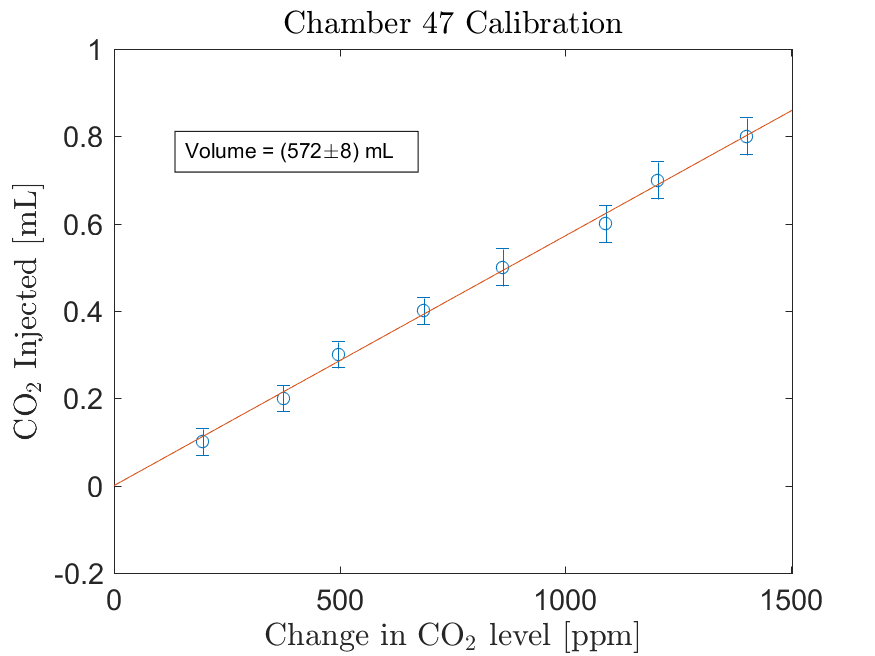 Chamber 47 Calibration
1
0.8
0.6
0.4
0.2
0
-0.2
CO₂ Injected [mL]
Volume = (572±8) mL
0 500 1000 1500
Change in CO₂ level [ppm]